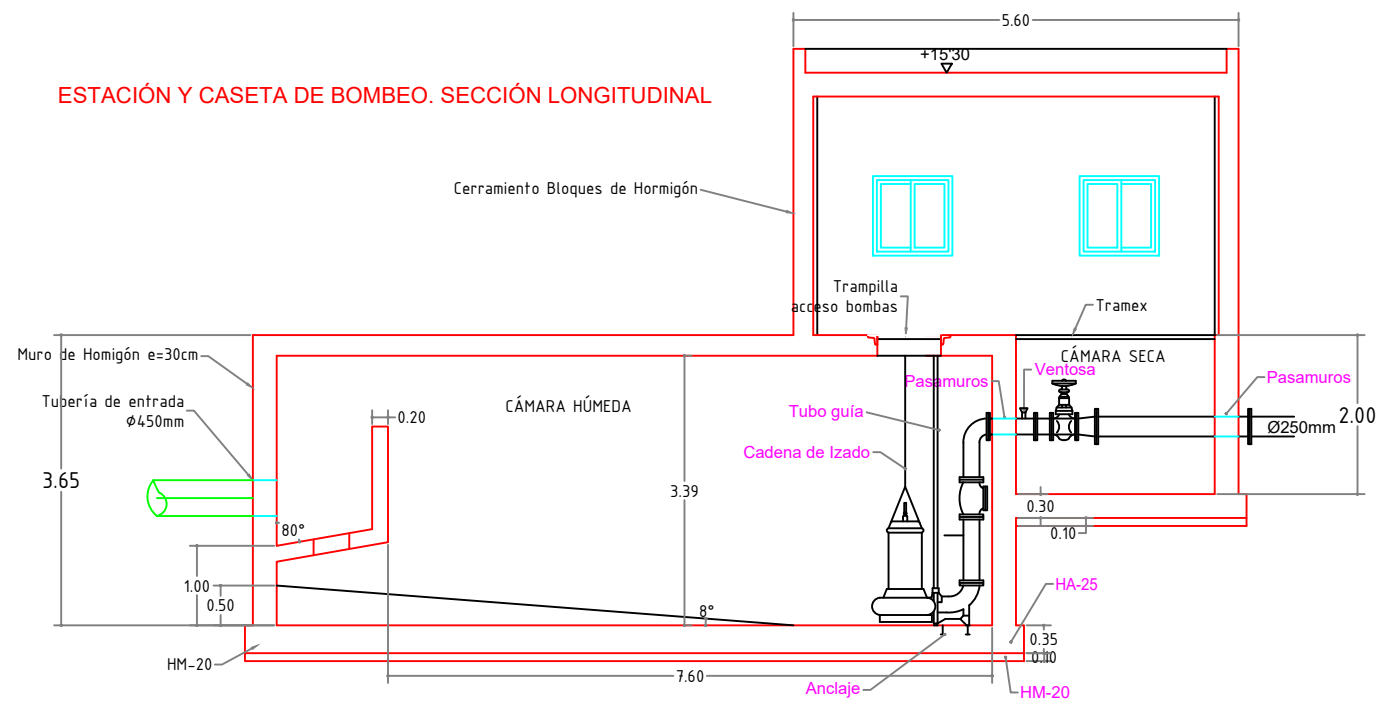 5.60
+15'30
ESTACIÓN Y CASETA DE BOMBEO. SECCIÓN LONGITUDINAL
Cerramiento Bloques de Hormigón
Trampilla
acceso bombas
Tramex
Muro de Homigón e=30cm
CÁMARA SECA
Ventosa
Pasamuros
Pasamuros
Tubería de entrada
Ø450mm
CÁMARA HÚMEDA
0.20
Tubo guía
Ø250mm
2.00
Cadena de Izado
3.65
3.39
0.30
80°
0.10
1.00
0.50
8°
HA-25
0.35
0.10
HM-20
7.60
Anclaje
HM-20